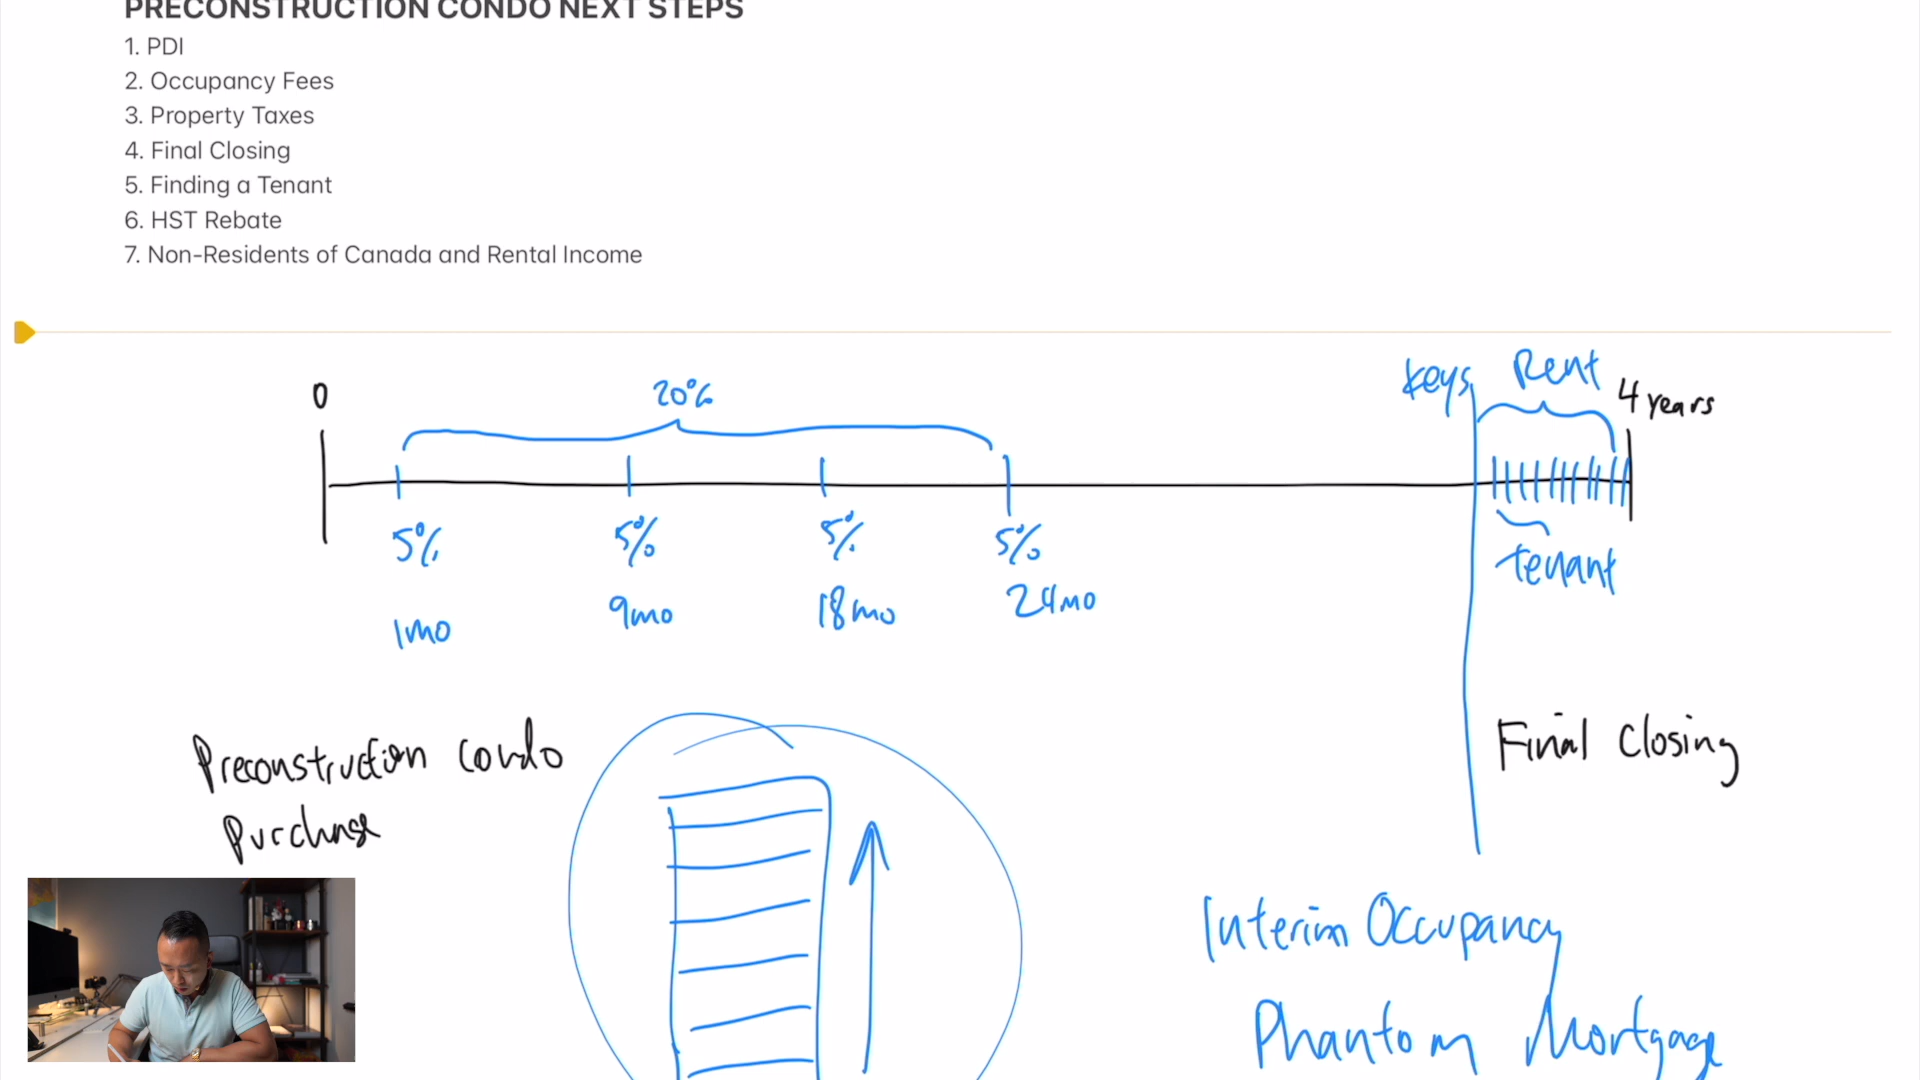 PRECONSTRUCTION CONDO NEXT STEPS
1. PDI
2. Occupancy Fees
3. Property Taxes
4. Final Closing
5. Finding a Tenant
6. HST Rebate
7. Non-Residents of Canada and Rental Income
0
20%
keys
Rent
4 years
5%
5%
5%
5%
tenant
1mo
9mo
18mo
24mo
Preconstruction condo
Purchase
Final Closing
Interim Occupancy
Phantom Mortgage